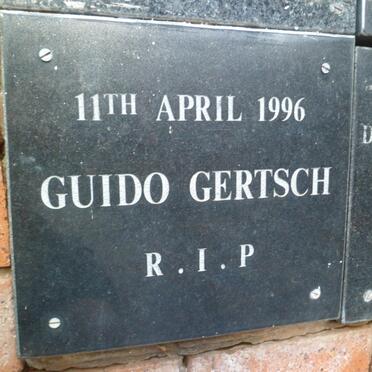 11TH APRIL 1996
GUIDO GERTSCH
R . I . P
D